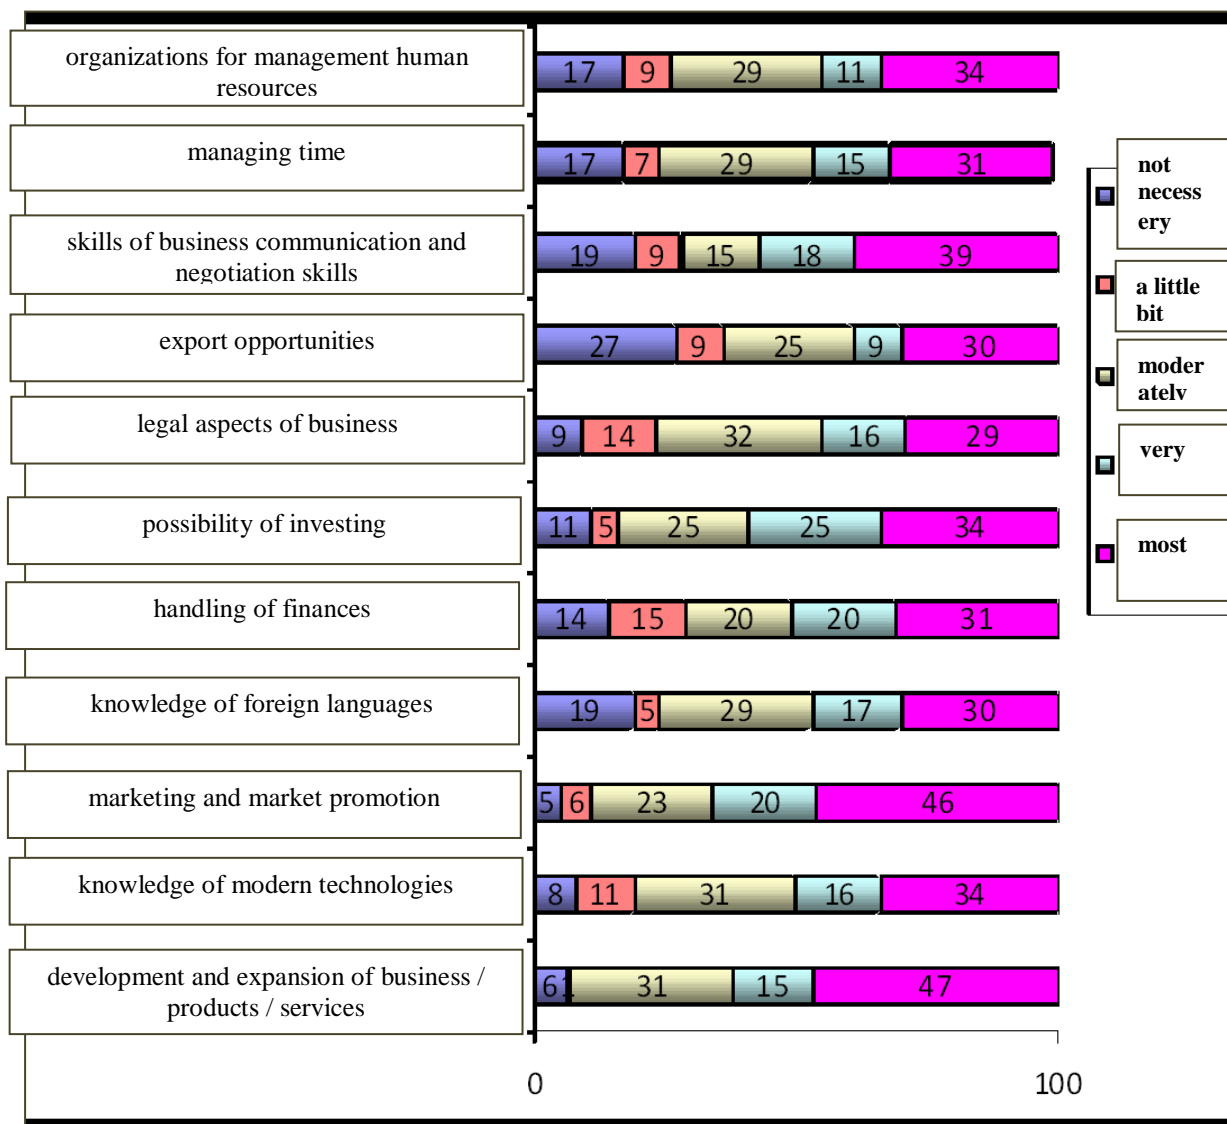 organizations for management human
resources
17 9 29 11 34
managing time
17 7 29 15 31
skills of business communication and
negotiation skills
19 9 15 18 39
export opportunities
27 9 25 9 30
legal aspects of business
9 14 32 16 29
possibility of investing
11 5 25 25 34
handling of finances
14 15 20 20 31
knowledge of foreign languages
19 5 29 17 30
marketing and market promotion
5 6 23 20 46
knowledge of modern technologies
8 11 31 16 34
development and expansion of business /
products / services
6 1 31 15 47
0 100
not
necess
ery
a little
bit
moder
ately
very
most